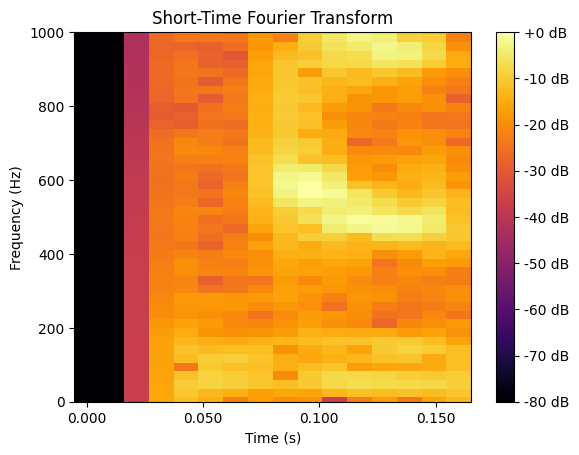 Short-Time Fourier Transform
1000
800
600
400
200
0
Frequency (Hz)
0.000
0.050
0.100
0.150
Time (s)
+0 dB
-10 dB
-20 dB
-30 dB
-40 dB
-50 dB
-60 dB
-70 dB
-80 dB